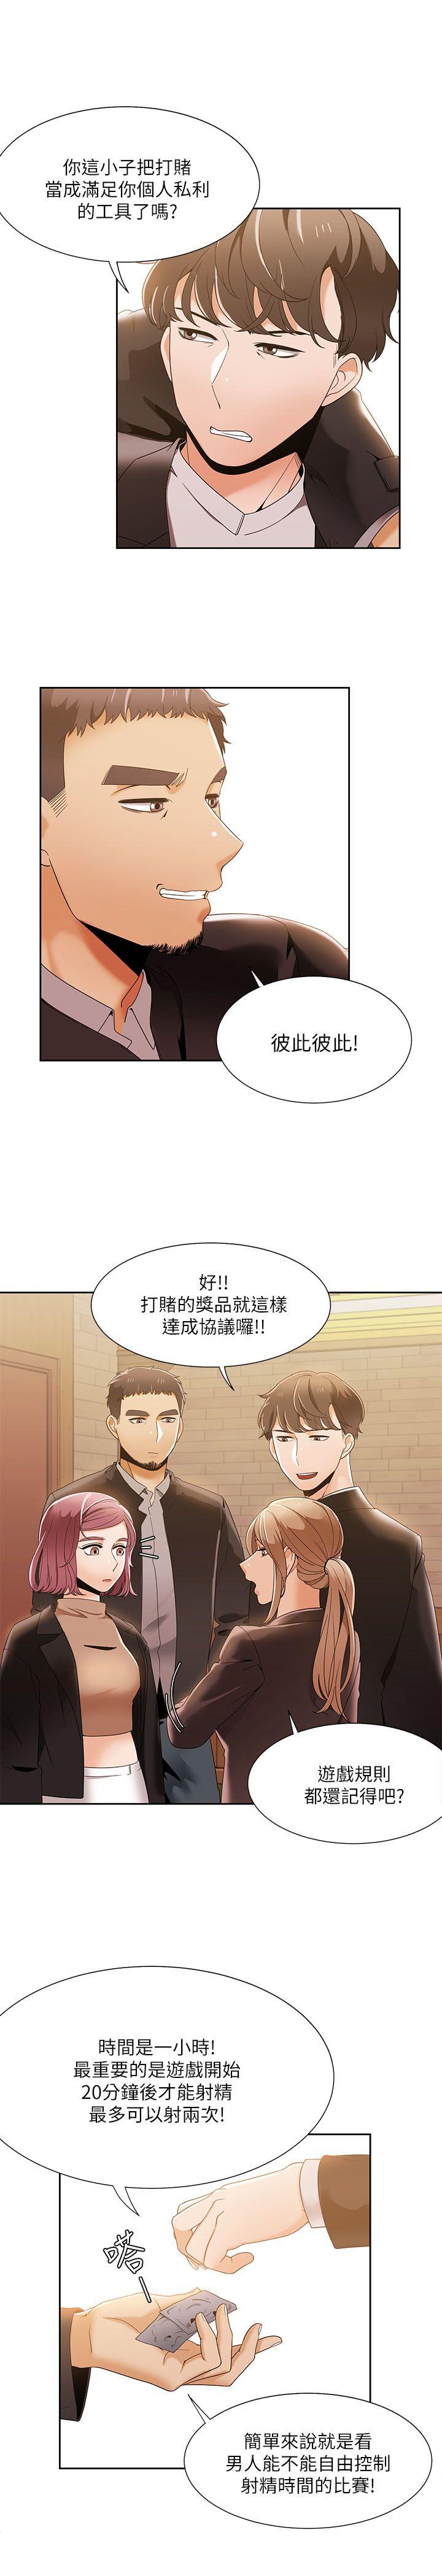 你這小子把打賭
當成滿足你個人私利
的工具了嗎?
彼此彼此!
好!!
打賭的獎品就這樣
達成協議囉!!
遊戲規則
都還記得吧?
時間是一小時!
最重要的是遊戲開始
20分鐘後才能射精
最多可以射兩次!
嗒
簡單來說就是看
男人能不能自由控制
射精時間的比賽!